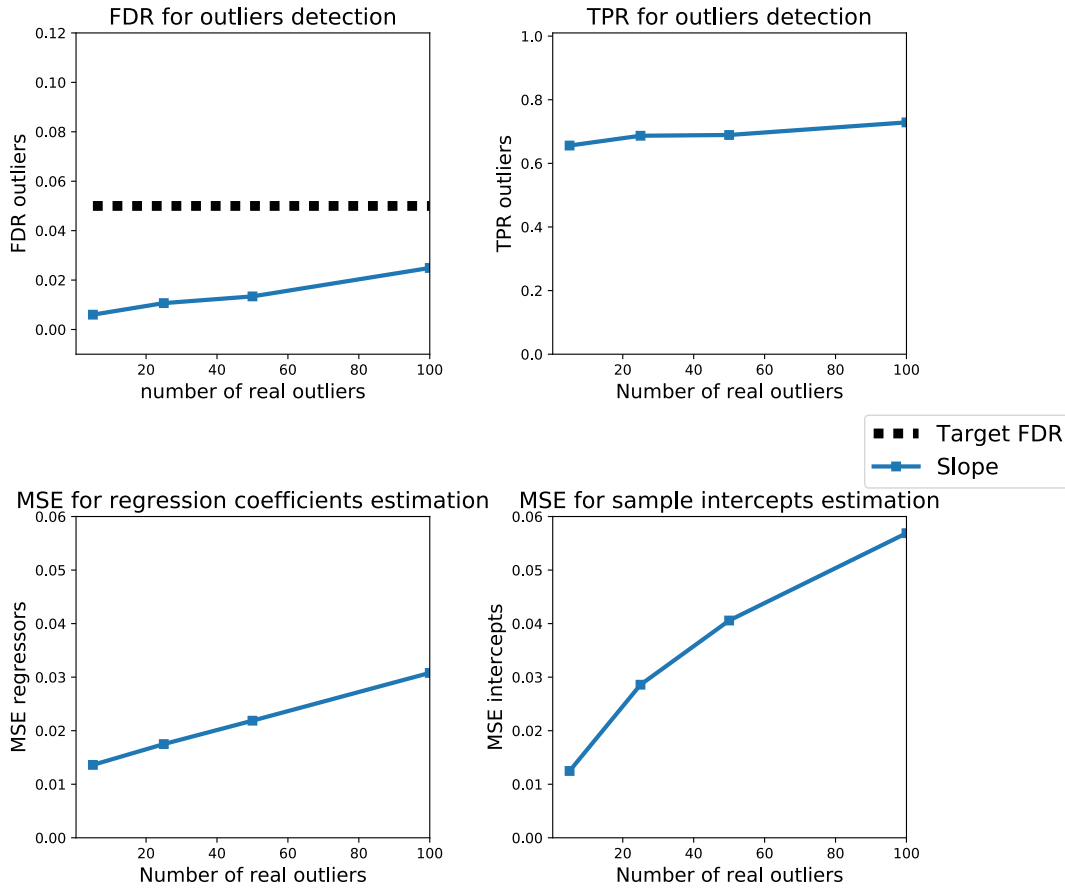 FDR for outliers detection
0.12
0.10
0.08
0.06
0.04
0.02
0.00
FDR outliers
20 40 60 80 100
number of real outliers
TPR for outliers detection
1.0
0.8
0.6
0.4
0.2
0.0
TPR outliers
20 40 60 80 100
Number of real outliers
Target FDR
Slope
MSE for regression coefficients estimation
0.06
0.05
0.04
0.03
0.02
0.01
0.00
MSE regressors
20 40 60 80 100
Number of real outliers
MSE for sample intercepts estimation
0.06
0.05
0.04
0.03
0.02
0.01
0.00
MSE intercepts
20 40 60 80 100
Number of real outliers